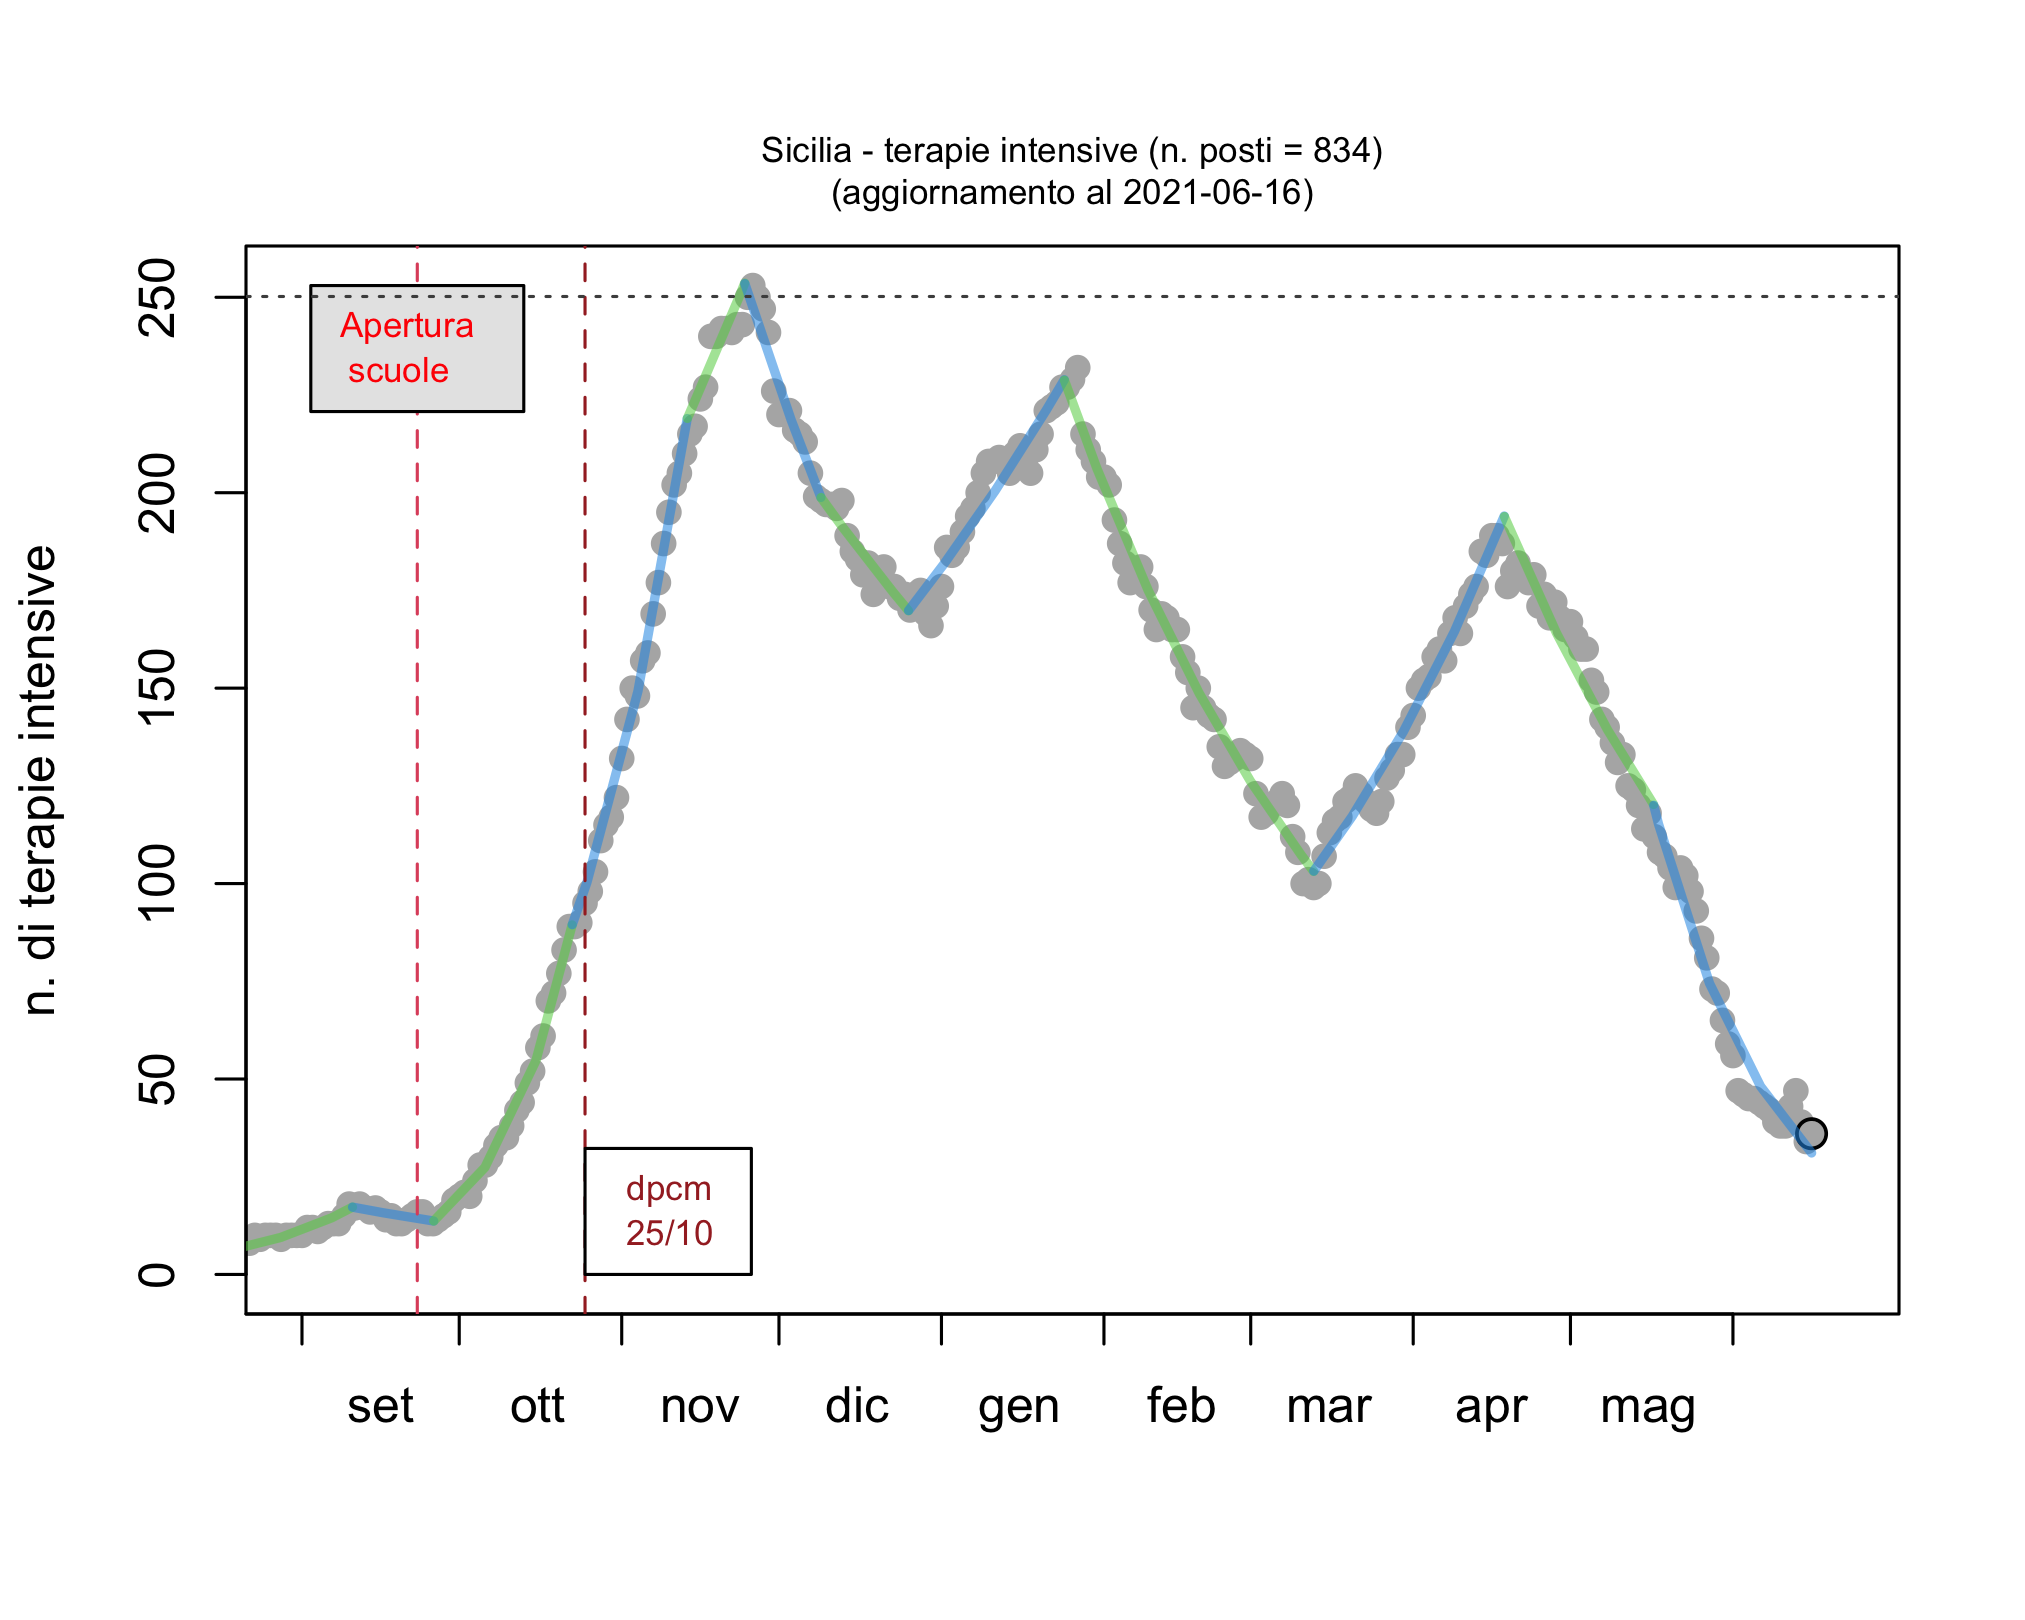 Sicilia - terapie intensive (n. posti = 834)
(aggiornamento al 2021-06-16)
n. di terapie intensive
250
200
150
100
50
0
Apertura
scuole
dpcm
25/10
set ott nov dic gen feb mar apr mag